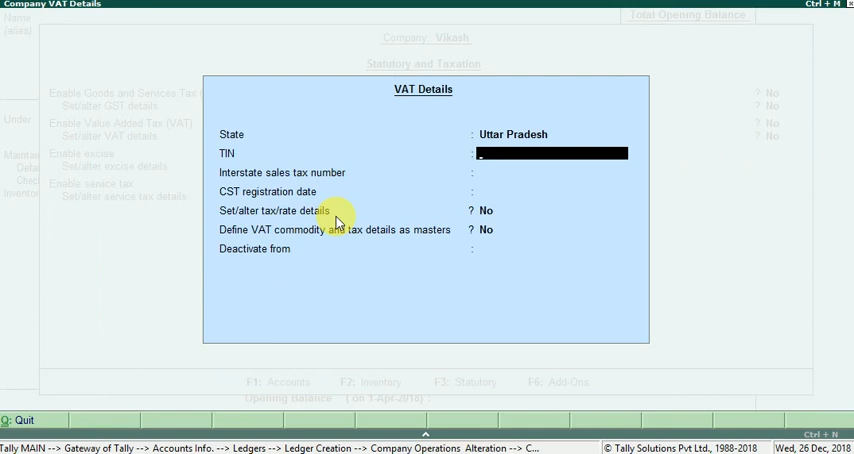 Company VAT Details Ctrl + M x
Name Total Opening Balance
(alias)
Company: Vikash
Statutory and Taxation
Enable Goods and Services Tax ( ? No
Set/alter GST details ? No
Under Enable Value Added Tax (VAT) ? No
Set/alter VAT details ? No
Maintain Enable excise
Set/alter excise details
Enable service tax
Inventor Set/alter service tax details
VAT Details
State : Uttar Pradesh
TIN :
Interstate sales tax number :
CST registration date :
Set/alter tax/rate details ? No
Define VAT commodity and tax details as masters ? No
Deactivate from :
F1: Accounts F2: Inventory F3: Statutory F6: Add-Ons
Opening Balance ( on 1-Apr-2018) :
Q: Quit
Ctrl + N
Tally MAIN --> Gateway of Tally --> Accounts Info. --> Ledgers --> Ledger Creation --> Company Operations Alteration --> C... © Tally Solutions Pvt Ltd., 1988-2018 Wed, 26 Dec, 2018